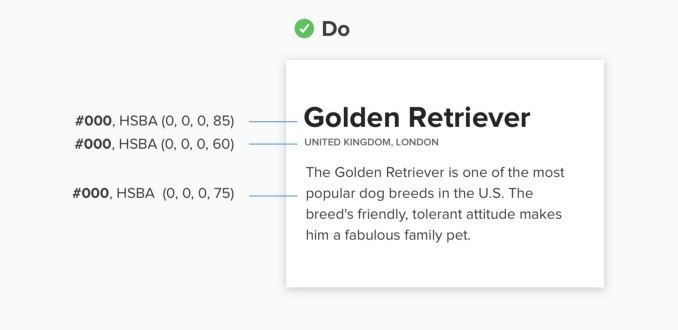 Do
Golden Retriever
#000, HSBA (0, 0, 0, 85)
#000, HSBA (0, 0, 0, 60)
UNITED KINGDOM, LONDON
The Golden Retriever is one of the most
#000, HSBA (0, 0, 0, 75)
popular dog breeds in the U.S. The
breed's friendly, tolerant attitude makes
him a fabulous family pet.